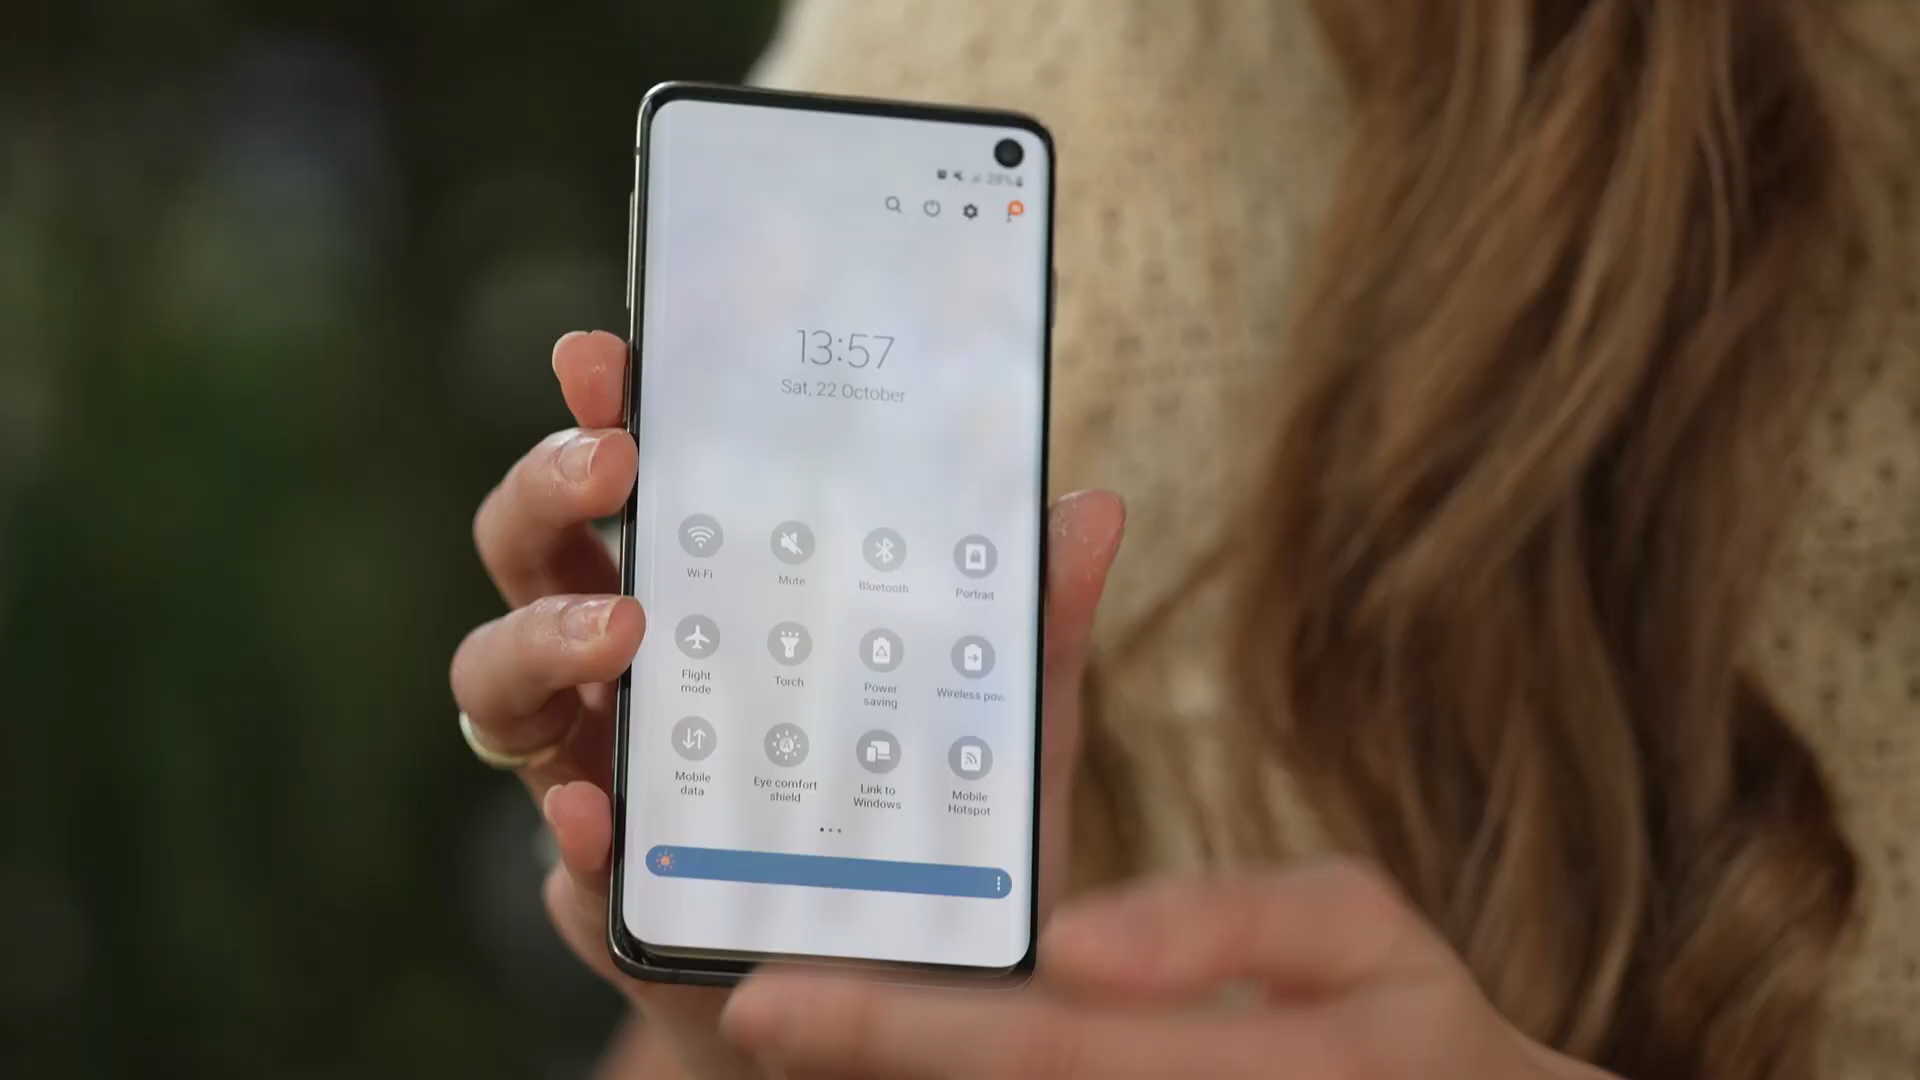 28%
13:57
Sat, 22 October
Wi-Fi
Mute
Bluetooth
Portrait
Flight
mode
Torch
Power
saving
Wireless pow
Mobile
data
Eye comfort
shield
Link to
Windows
Mobile
Hotspot